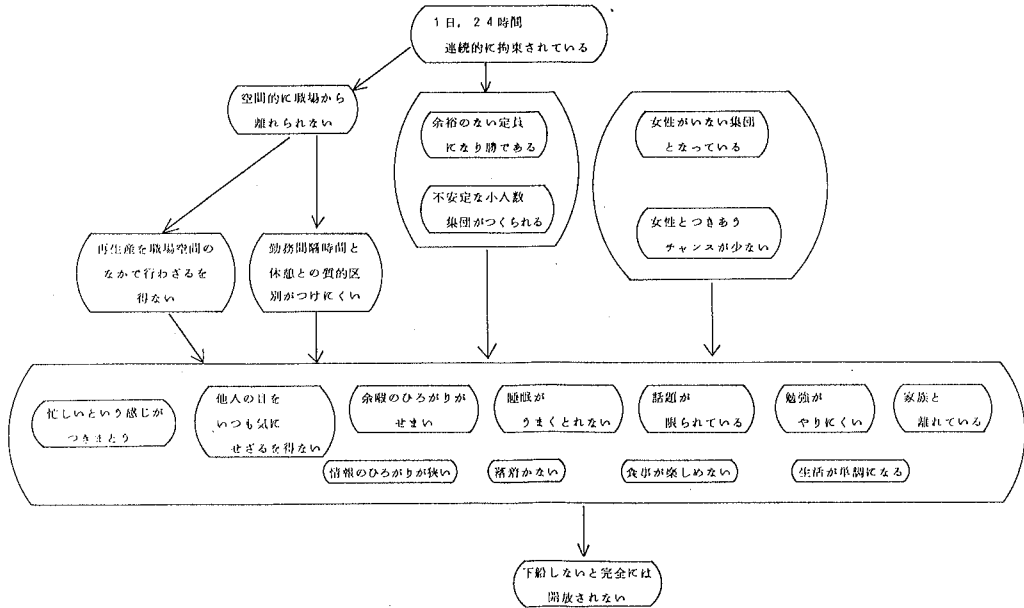 1日，24時間
連続的に拘束されている
空間的に職場から
離れられない
余裕のない定員
になり勝である
不安定な小人数
集団がつくられる
女性がいない集団
となっている
女性とつきあう
チャンスが少ない
再生産を職場空間の
なかで行わざるを
得ない
勤務間隔時間と
休憩との質的区
別がつけにくい
忙しいという感じが
つきまとう
他人の目を
いつも気に
せざるを得ない
余暇のひろがりが
せまい
睡眠が
うまくとれない
話題が
限られている
勉強が
やりにくい
家族と
離れている
情報のひろがりが狭い
落着かない
食事が楽しめない
生活が単調になる
下船しないと完全には
開放されない